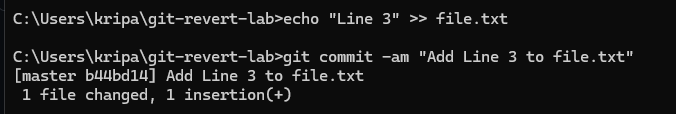 C:\Users\kripa\git-revert-lab>echo "Line 3" >> file.txt
C:\Users\kripa\git-revert-lab>git commit -am "Add Line 3 to file.txt"
[master b44bd14] Add Line 3 to file.txt
 1 file changed, 1 insertion(+)